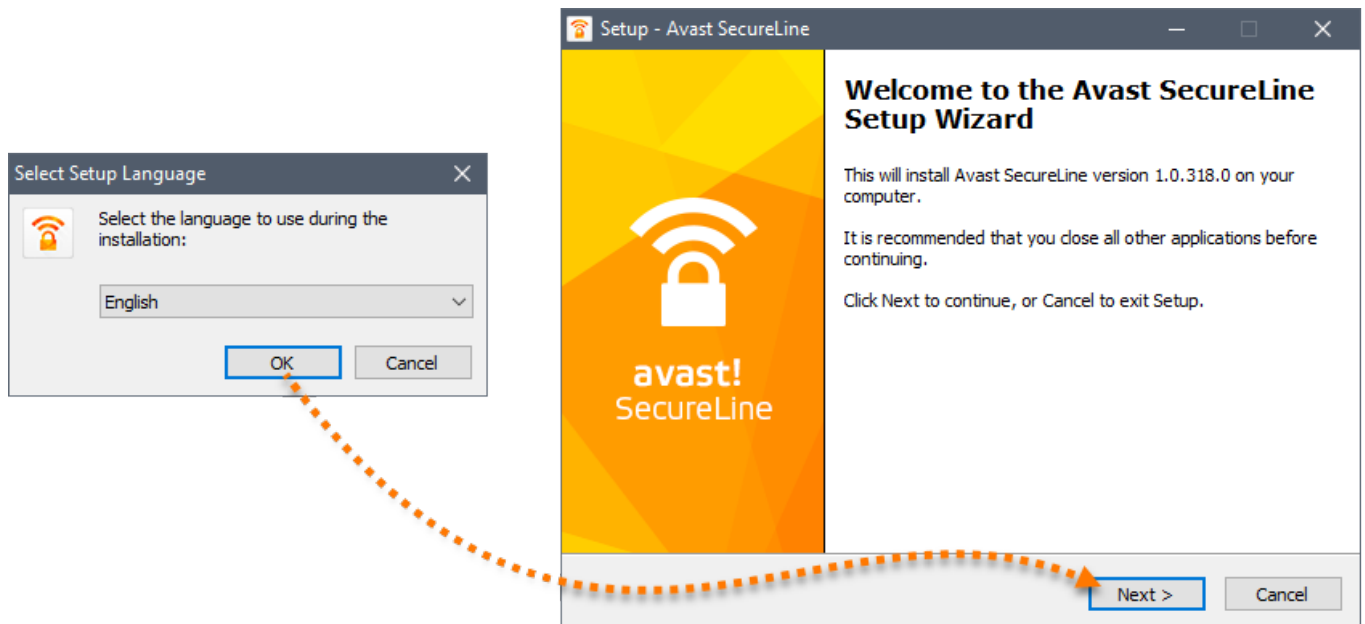 Select Setup Language
Select the language to use during the
installation:
English
OK
Cancel
Setup - Avast SecureLine
avast!
SecureLine
Welcome to the Avast SecureLine
Setup Wizard
This will install Avast SecureLine version 1.0.318.0 on your
computer.
It is recommended that you close all other applications before
continuing.
Click Next to continue, or Cancel to exit Setup.
Next >
Cancel